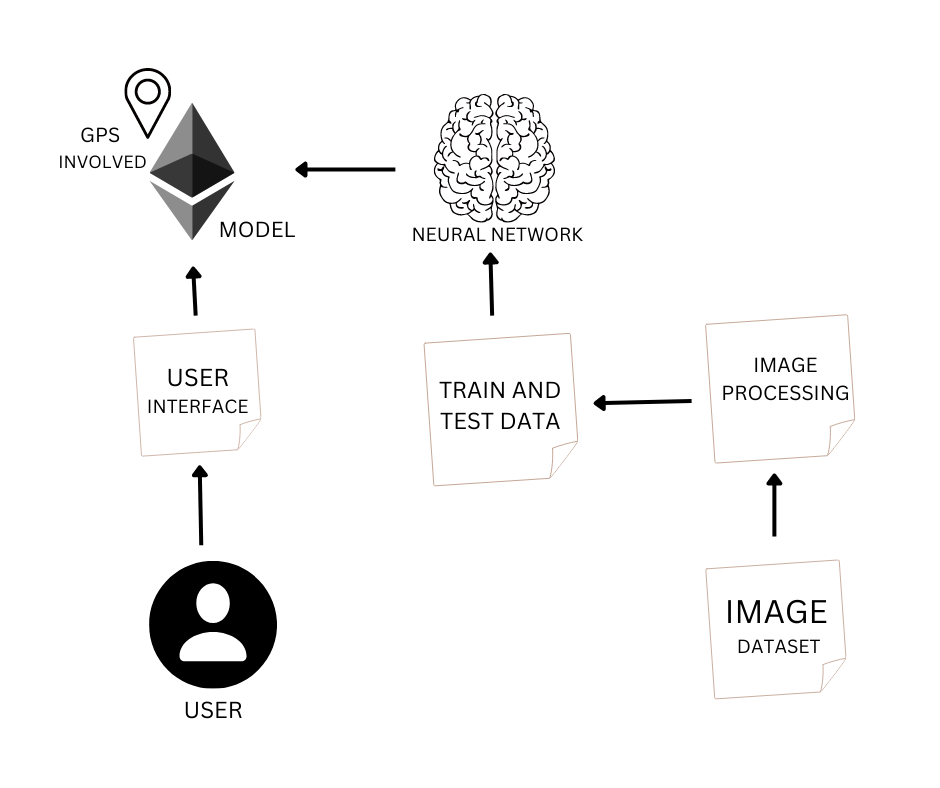 GPS
INVOLVED
MODEL
NEURAL NETWORK
USER
INTERFACE
TRAIN AND
TEST DATA
IMAGE
PROCESSING
IMAGE
DATASET
USER